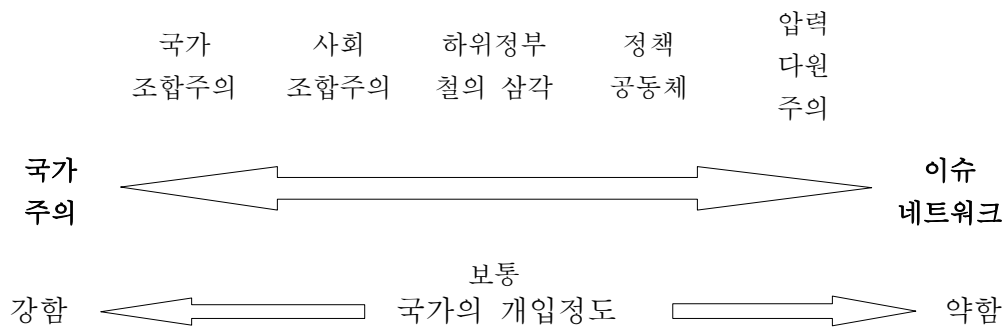 국가 조합주의
사회 조합주의
하위정부 철의 삼각
정책 공동체
압력 다원 주의
국가 주의
이슈 네트워크
보통
강함
국가의 개입정도
약함